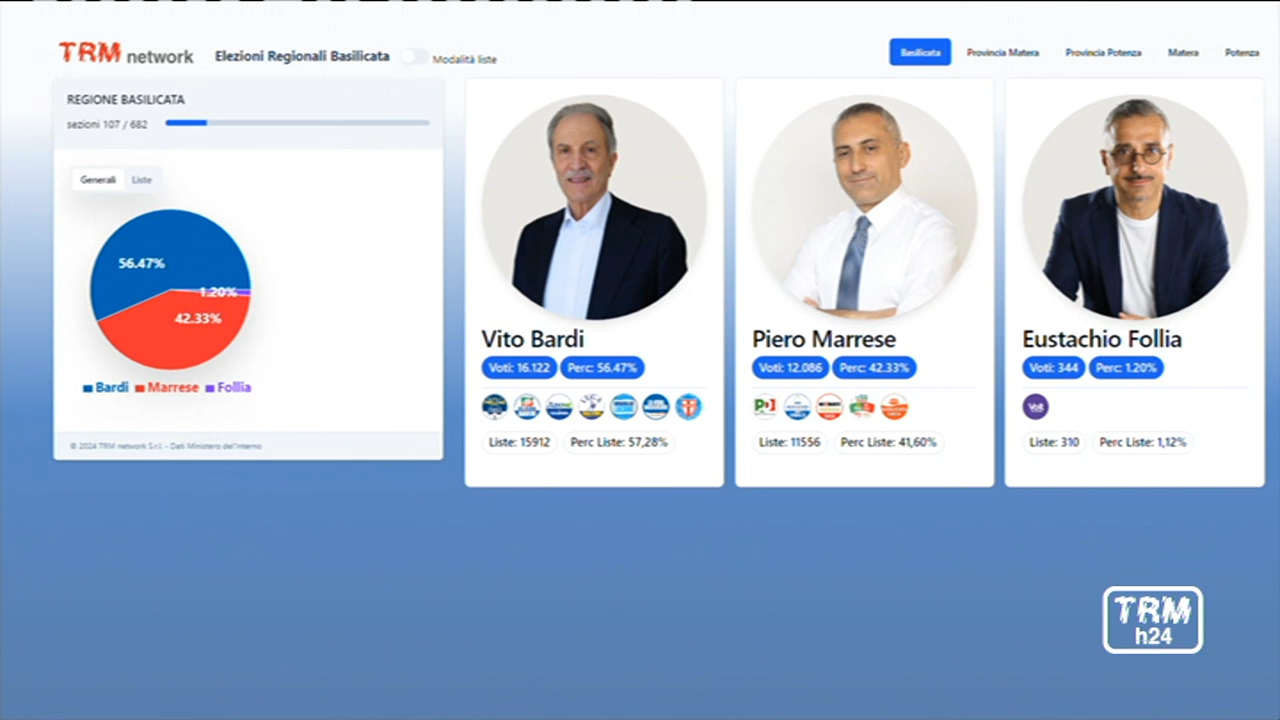 TRM network
Elezioni Regionali Basilicata
Modalità liste
Basilicata
Provincia Matera
Provincia Potenza
Matera
Potenza
REGIONE BASILICATA
sezioni 107 / 682
Generali
Liste
56.47%
1.20%
42.33%
Bardi
Marrese
Follia
© 2024 TRM network S.r.l. - Dati Ministero dell'Interno
Vito Bardi
Voti: 16.122
Perc: 56.47%
Liste: 15912
Perc Liste: 57,28%
Piero Marrese
Voti: 12.086
Perc: 42.33%
PD
Liste: 11556
Perc Liste: 41,60%
Eustachio Follia
Voti: 344
Perc: 1.20%
Volt
Liste: 310
Perc Liste: 1,12%
TRM
h24